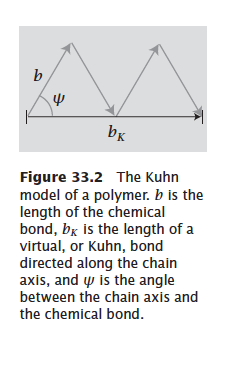 b
ψ
bK
Figure 33.2 The Kuhn
model of a polymer. b is the
length of the chemical
bond, bK is the length of a
virtual, or Kuhn, bond
directed along the chain
axis, and ψ is the angle
between the chain axis and
the chemical bond.